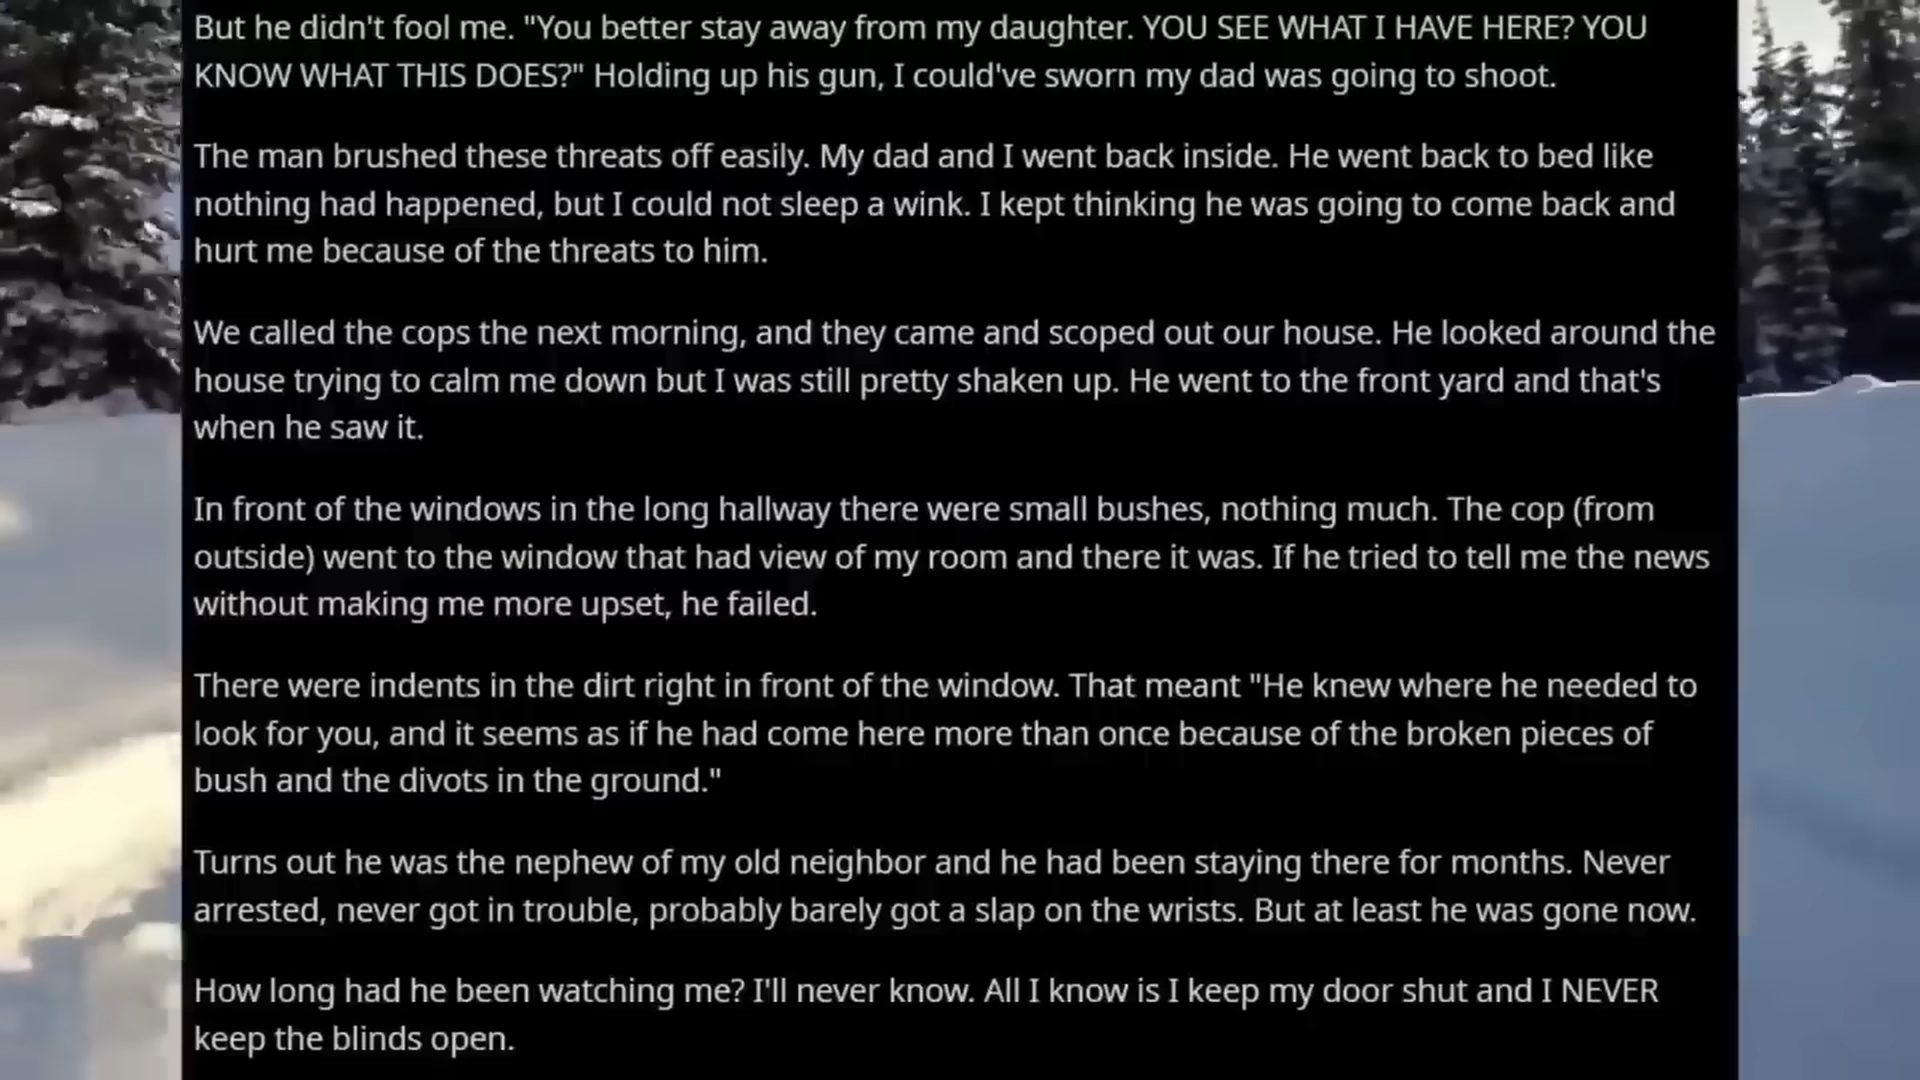 But he didn't fool me. "You better stay away from my daughter. YOU SEE WHAT I HAVE HERE? YOU
KNOW WHAT THIS DOES?" Holding up his gun, I could've sworn my dad was going to shoot.
The man brushed these threats off easily. My dad and I went back inside. He went back to bed like
nothing had happened, but I could not sleep a wink. I kept thinking he was going to come back and
hurt me because of the threats to him.
We called the cops the next morning, and they came and scoped out our house. He looked around the
house trying to calm me down but I was still pretty shaken up. He went to the front yard and that's
when he saw it.
In front of the windows in the long hallway there were small bushes, nothing much. The cop (from
outside) went to the window that had view of my room and there it was. If he tried to tell me the news
without making me more upset, he failed.
There were indents in the dirt right in front of the window. That meant "He knew where he needed to
look for you, and it seems as if he had come here more than once because of the broken pieces of
bush and the divots in the ground."
Turns out he was the nephew of my old neighbor and he had been staying there for months. Never
arrested, never got in trouble, probably barely got a slap on the wrists. But at least he was gone now.
How long had he been watching me? I'll never know. All I know is I keep my door shut and I NEVER
keep the blinds open.